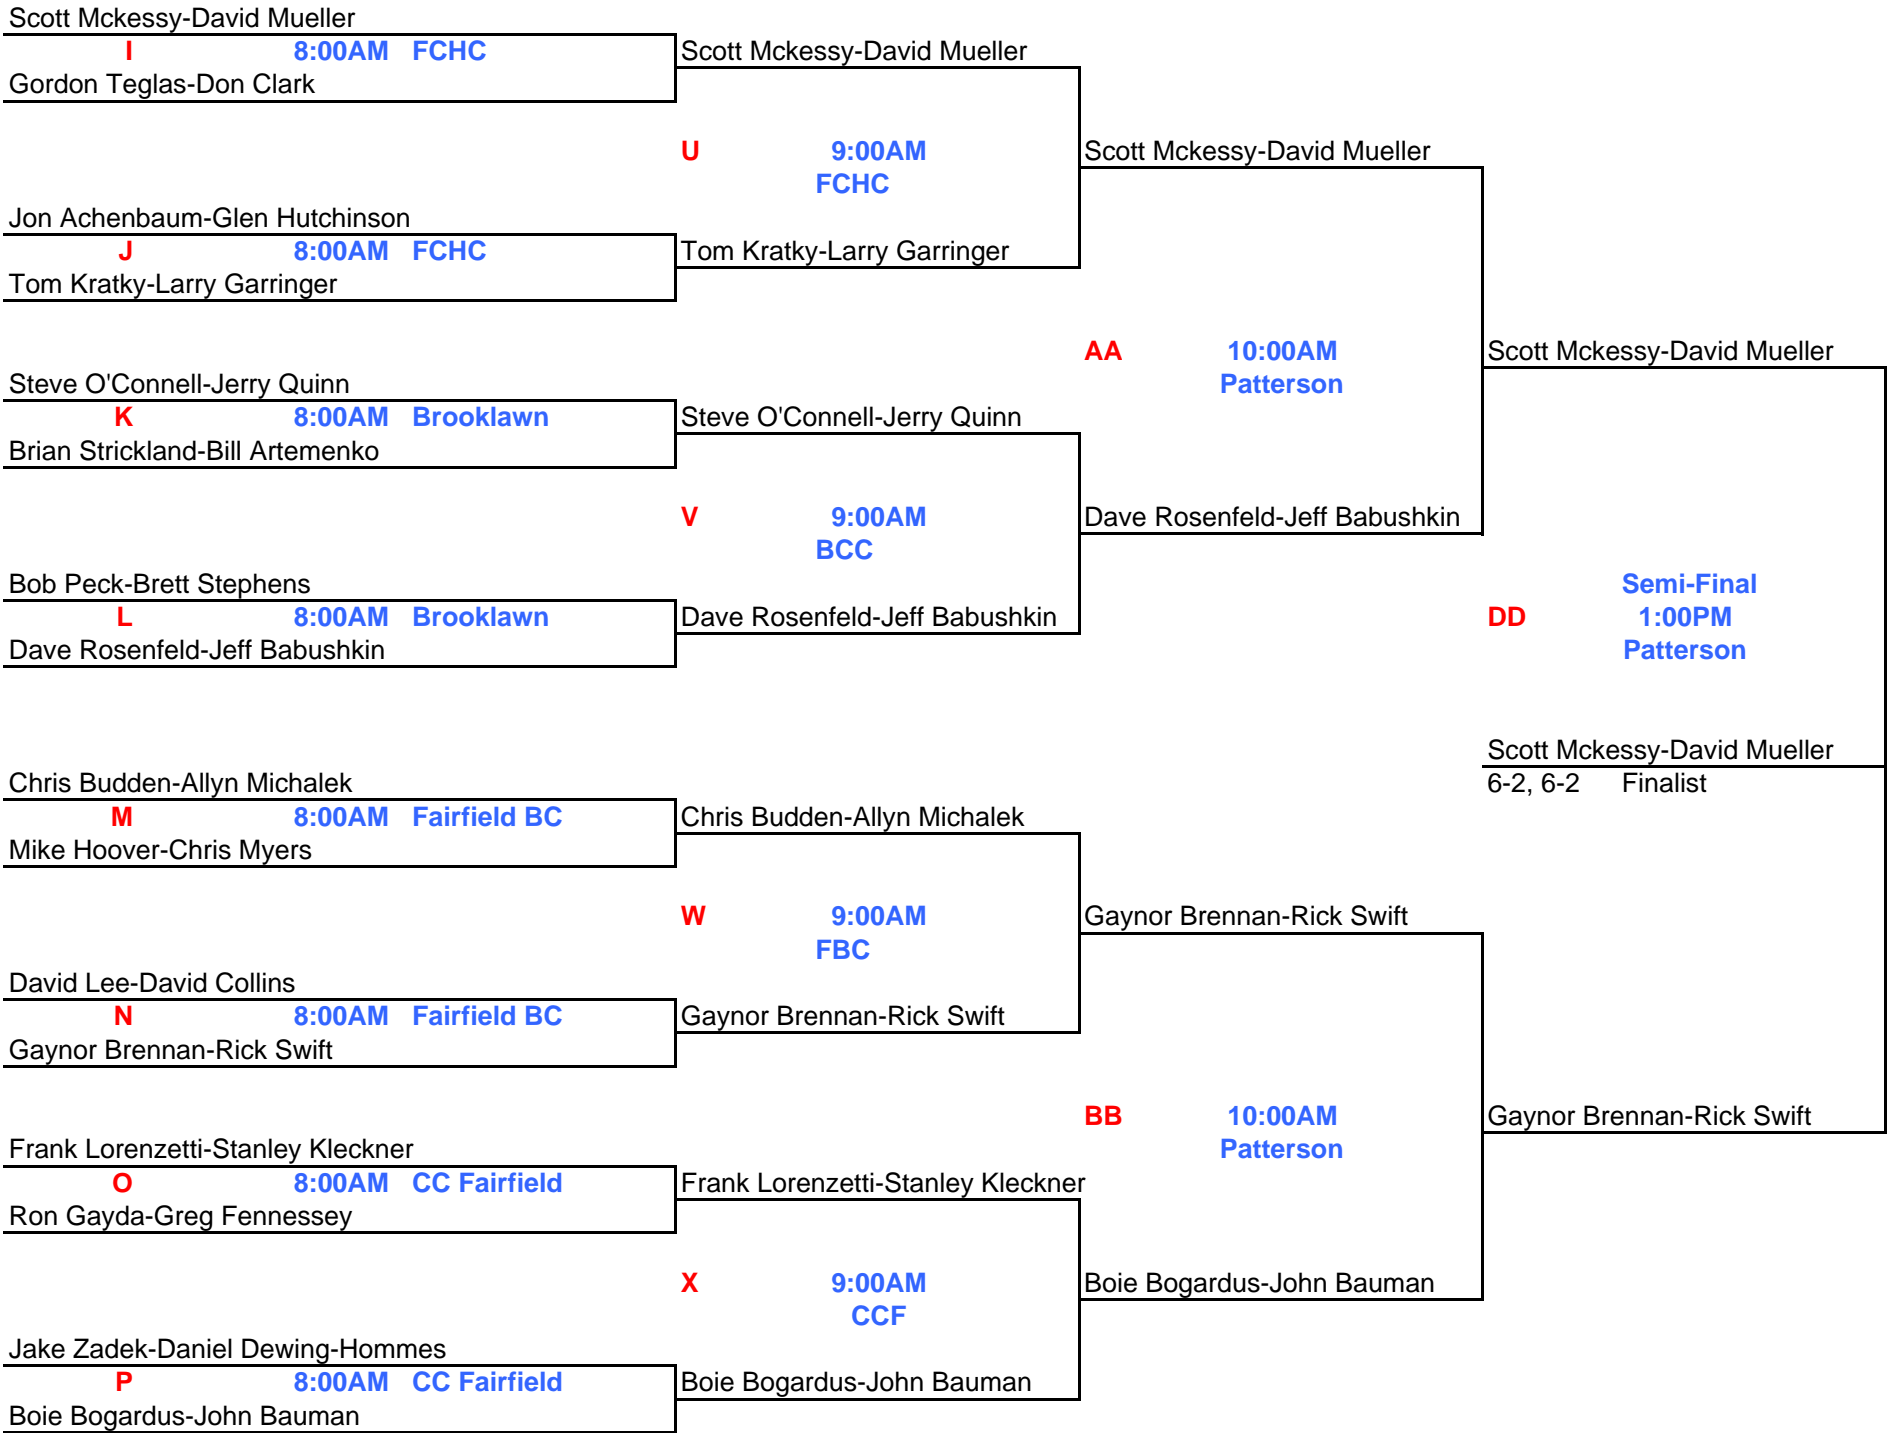 Scott Mckessy-David Mueller
I 8:00AM FCHC Scott Mckessy-David Mueller
Gordon Teglas-Don Clark
U 9:00AM Scott Mckessy-David Mueller
FCHC
Jon Achenbaum-Glen Hutchinson
J 8:00AM FCHC Tom Kratky-Larry Garringer
Tom Kratky-Larry Garringer
AA 10:00AM Scott Mckessy-David Mueller
Steve O'Connell-Jerry Quinn Patterson
K 8:00AM Brooklawn Steve O'Connell-Jerry Quinn
Brian Strickland-Bill Artemenko
V 9:00AM Dave Rosenfeld-Jeff Babushkin
BCC
Bob Peck-Brett Stephens Semi-Final
L 8:00AM Brooklawn Dave Rosenfeld-Jeff Babushkin DD 1:00PM
Dave Rosenfeld-Jeff Babushkin Patterson
Scott Mckessy-David Mueller
Chris Budden-Allyn Michalek 6-2, 6-2 Finalist
M 8:00AM Fairfield BC Chris Budden-Allyn Michalek
Mike Hoover-Chris Myers
W 9:00AM Gaynor Brennan-Rick Swift
FBC
David Lee-David Collins
N 8:00AM Fairfield BC Gaynor Brennan-Rick Swift
Gaynor Brennan-Rick Swift
BB 10:00AM Gaynor Brennan-Rick Swift
Frank Lorenzetti-Stanley Kleckner Patterson
O 8:00AM CC Fairfield Frank Lorenzetti-Stanley Kleckner
Ron Gayda-Greg Fennessey
X 9:00AM Boie Bogardus-John Bauman
CCF
Jake Zadek-Daniel Dewing-Hommes
P 8:00AM CC Fairfield Boie Bogardus-John Bauman
Boie Bogardus-John Bauman